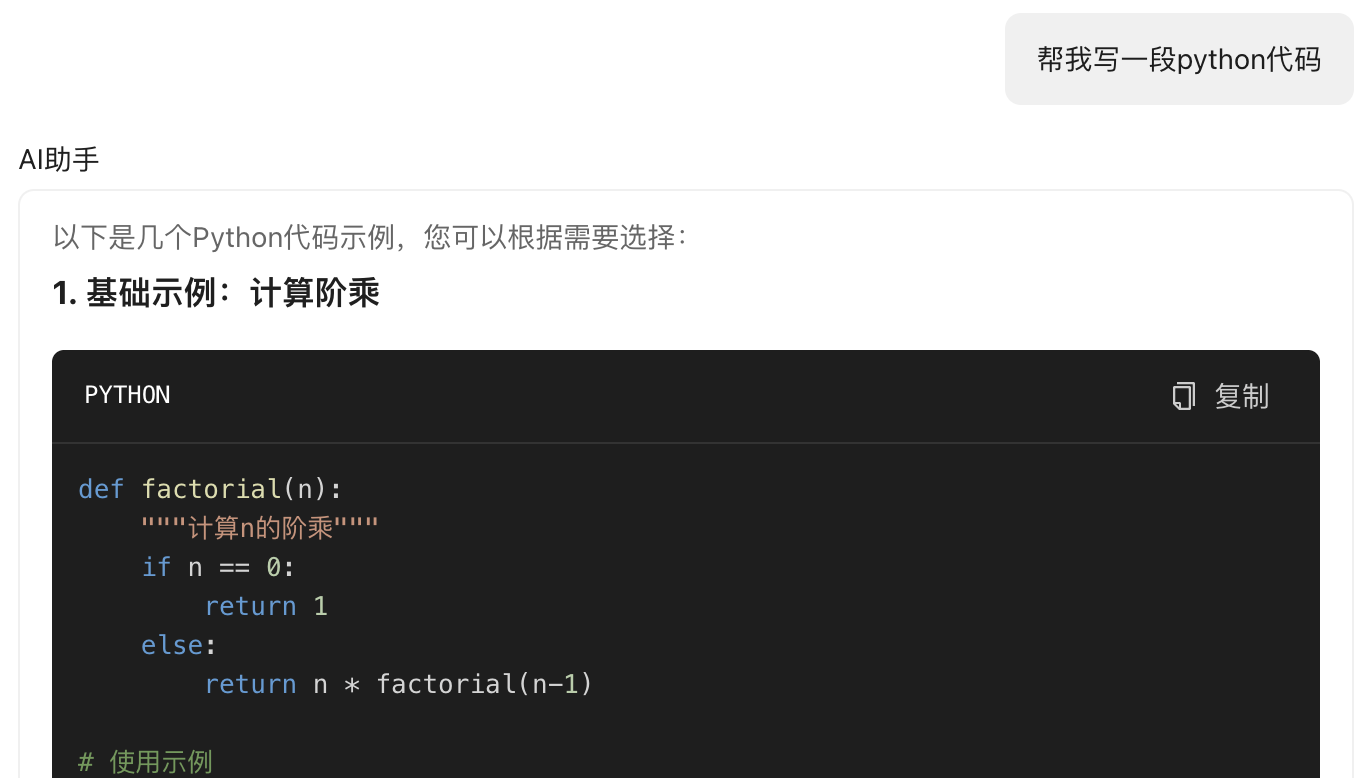 帮我写一段python代码
AI助手
以下是几个Python代码示例，您可以根据需要选择：
1. 基础示例：计算阶乘
PYTHON
复制
def factorial(n):
    """计算n的阶乘"""
    if n == 0:
        return 1
    else:
        return n * factorial(n-1)
# 使用示例